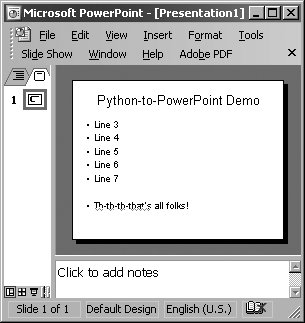 Microsoft PowerPoint - [Presentation1]
File Edit View Insert Format Tools
Slide Show Window Help Adobe PDF
1
Python-to-PowerPoint Demo
• Line 3
• Line 4
• Line 5
• Line 6
• Line 7
• Th-th-th-that's all folks!
Click to add notes
Slide 1 of 1 Default Design English (U.S.)